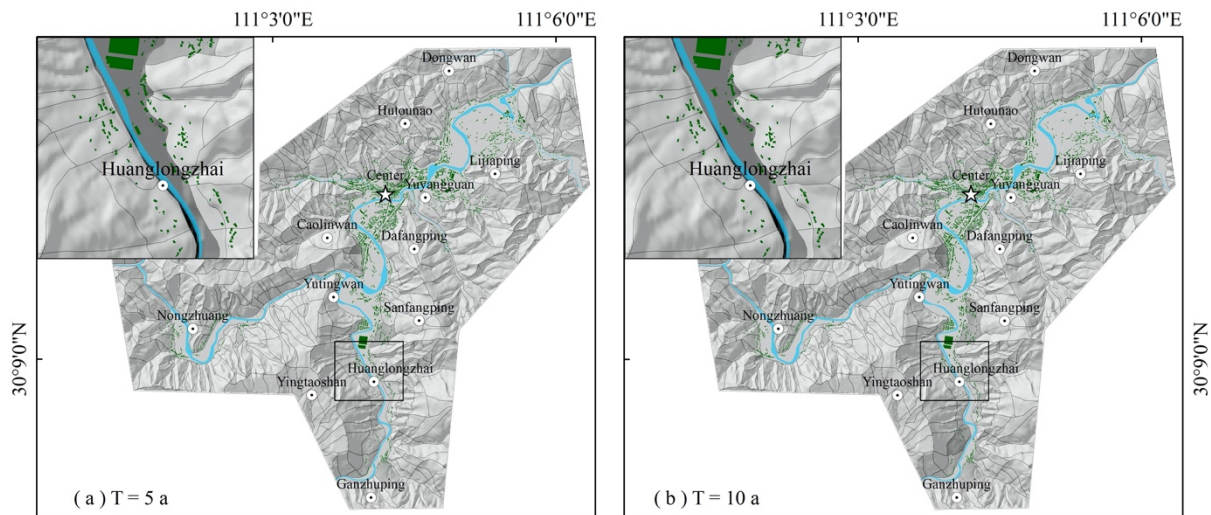 111°3'0"E
111°6'0"E
111°3'0"E
111°6'0"E
Dongwan
Hutounao
Lijiaping
Center
Yuyangguan
Huanglongzhai
Caolinwan
Dafangping
Yutingwan
Nongzhuang
Sanfangping
Huanglongzhai
Yingtaoshan
Ganzhuping
30°9'0"N
( a ) T = 5 a
Dongwan
Hutounao
Lijiaping
Center
Yuyangguan
Huanglongzhai
Caolinwan
Dafangping
Yutingwan
Nongzhuang
Sanfangping
Huanglongzhai
Yingtaoshan
Ganzhuping
30°9'0"N
( b ) T = 10 a